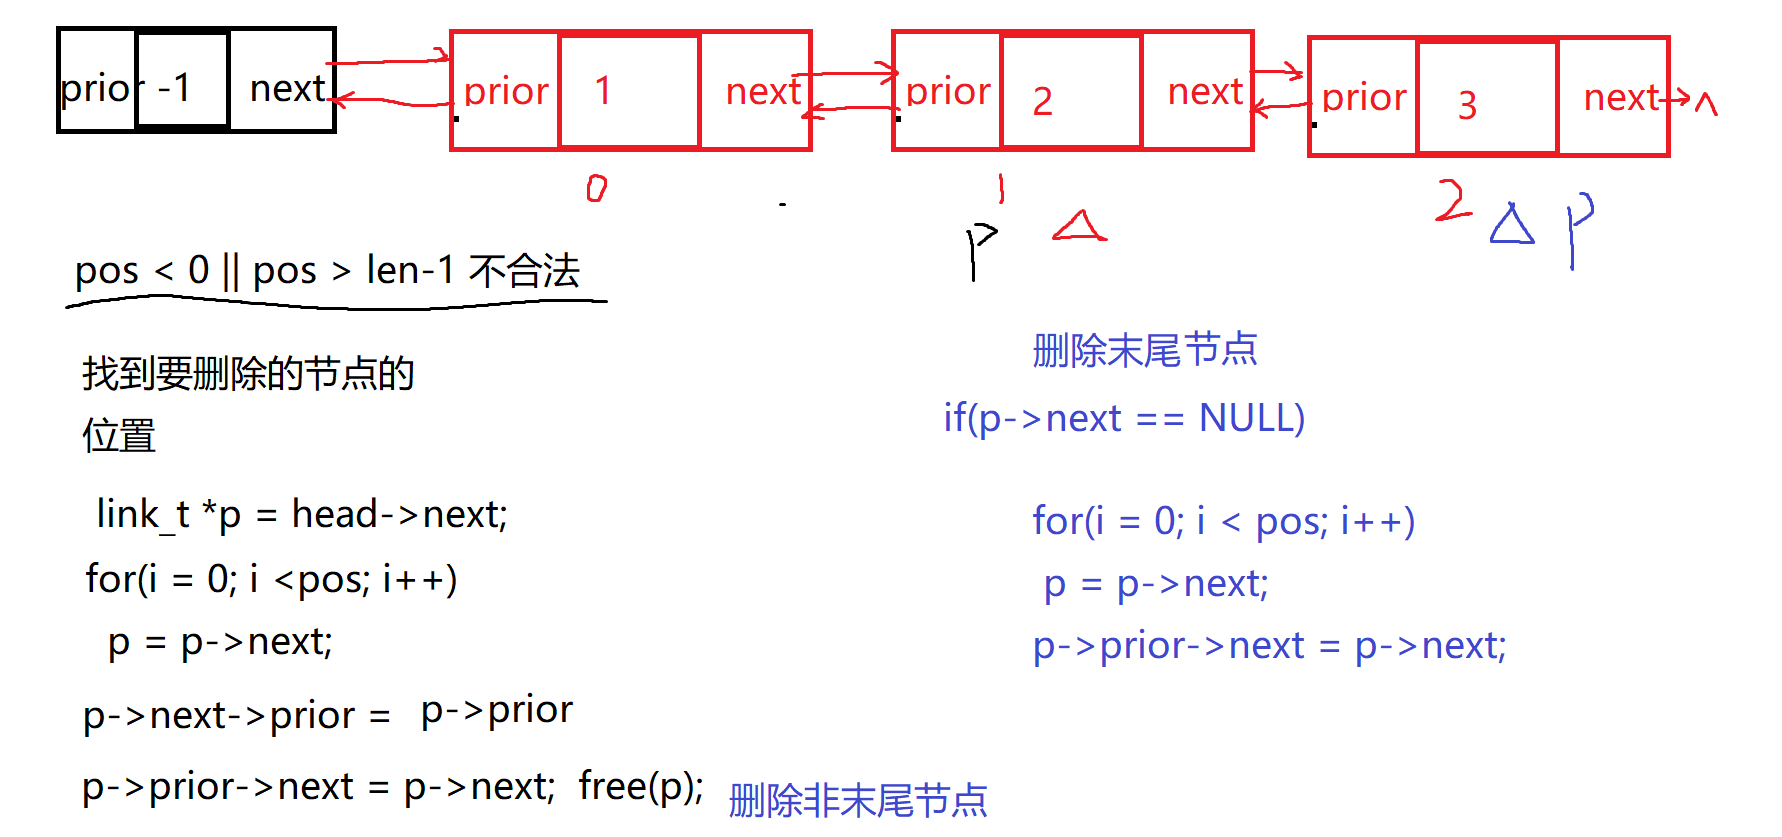 prior -1 next prior 1 next prior 2 next prior 3 next ^
0 1 2
p Δ Δ p
pos < 0 || pos > len-1 不合法
找到要删除的节点的
位置
link_t *p = head->next;
for(i = 0; i <pos; i++)
p = p->next;
p->next->prior = p->prior
p->prior->next = p->next; free(p); 删除非末尾节点
删除末尾节点
if(p->next == NULL)
for(i = 0; i < pos; i++)
p = p->next;
p->prior->next = p->next;